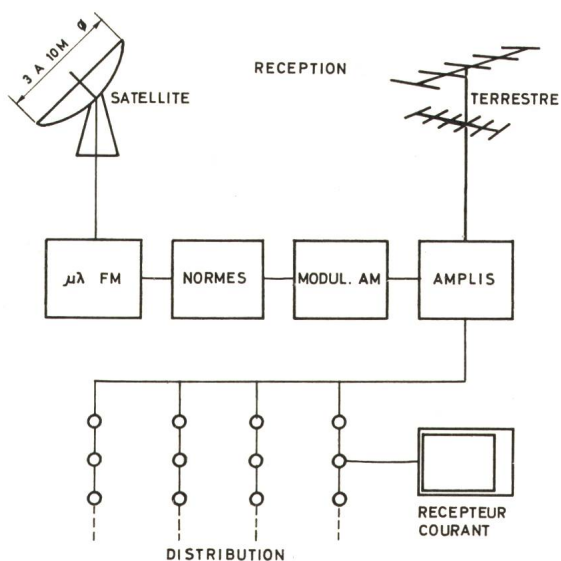 3 A 10M Ø
RECEPTION
SATELLITE
TERRESTRE
μλ FM
NORMES
MODUL. AM
AMPLIS
RECEPTEUR
COURANT
DISTRIBUTION